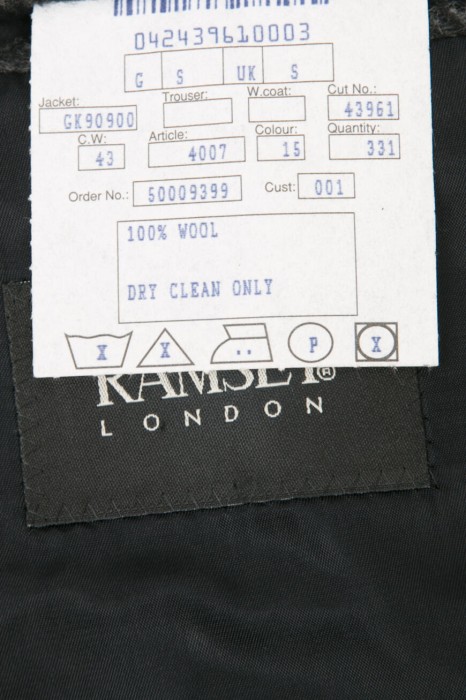 042439610003
G S UK S
Jacket: Trouser: W.coat: Cut No.:
GK90900 43961
C.W: Article: Colour: Quantity:
43 4007 15 331
Order No.: 50009399 Cust: 001
100% WOOL
DRY CLEAN ONLY
X X .. P X
RAMSEY®
LONDON